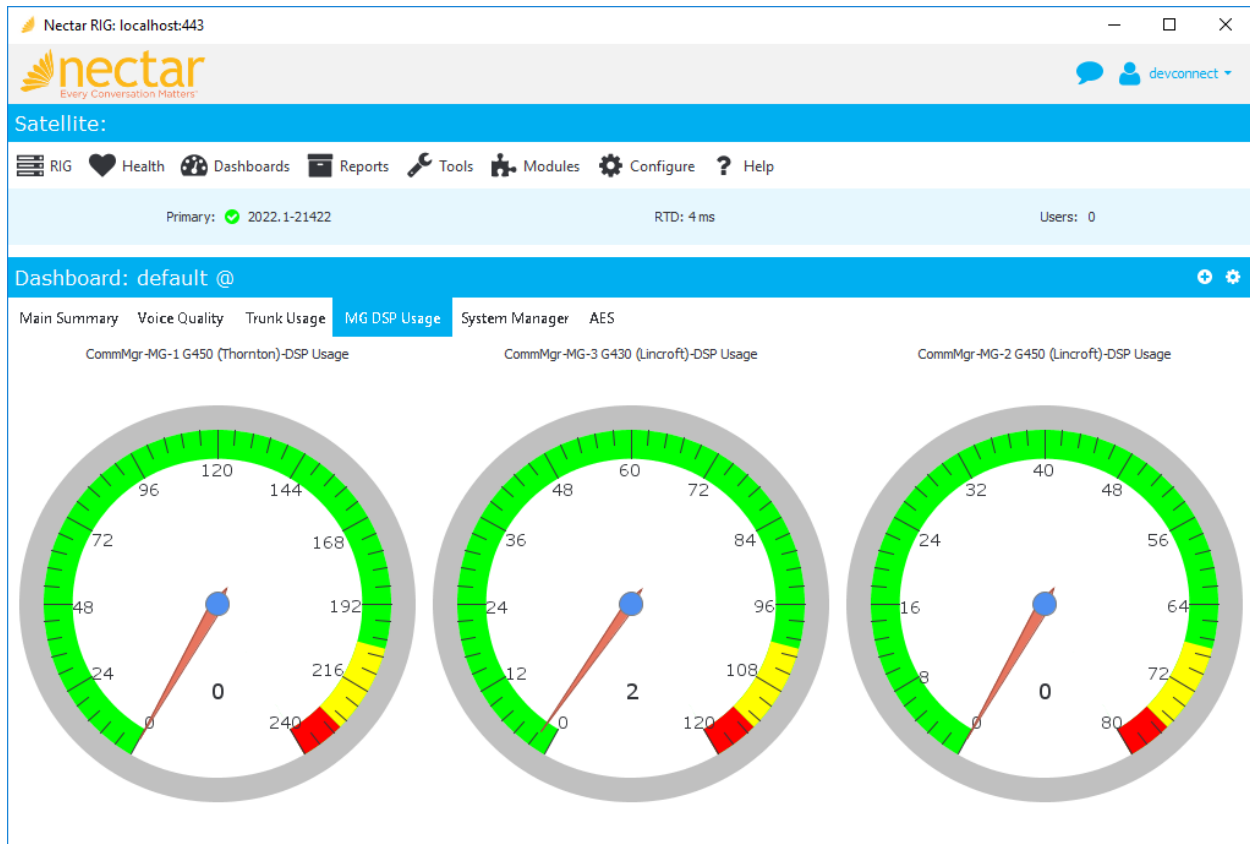 Nectar RIG: localhost:443
nectar
Every Conversation Matters®
devconnect
Satellite:
RIG Health Dashboards Reports Tools Modules Configure ? Help
Primary: 2022.1-21422 RTD: 4 ms Users: 0
Dashboard: default @
Main Summary Voice Quality Trunk Usage MG DSP Usage System Manager AES
CommMgr-MG-1 G450 (Thornton)-DSP Usage
0 24 48 72 96 120 144 168 192 216 240
0
CommMgr-MG-3 G430 (Lincroft)-DSP Usage
0 12 24 36 48 60 72 84 96 108 120
2
CommMgr-MG-2 G450 (Lincroft)-DSP Usage
0 8 16 24 32 40 48 56 64 72 80
0